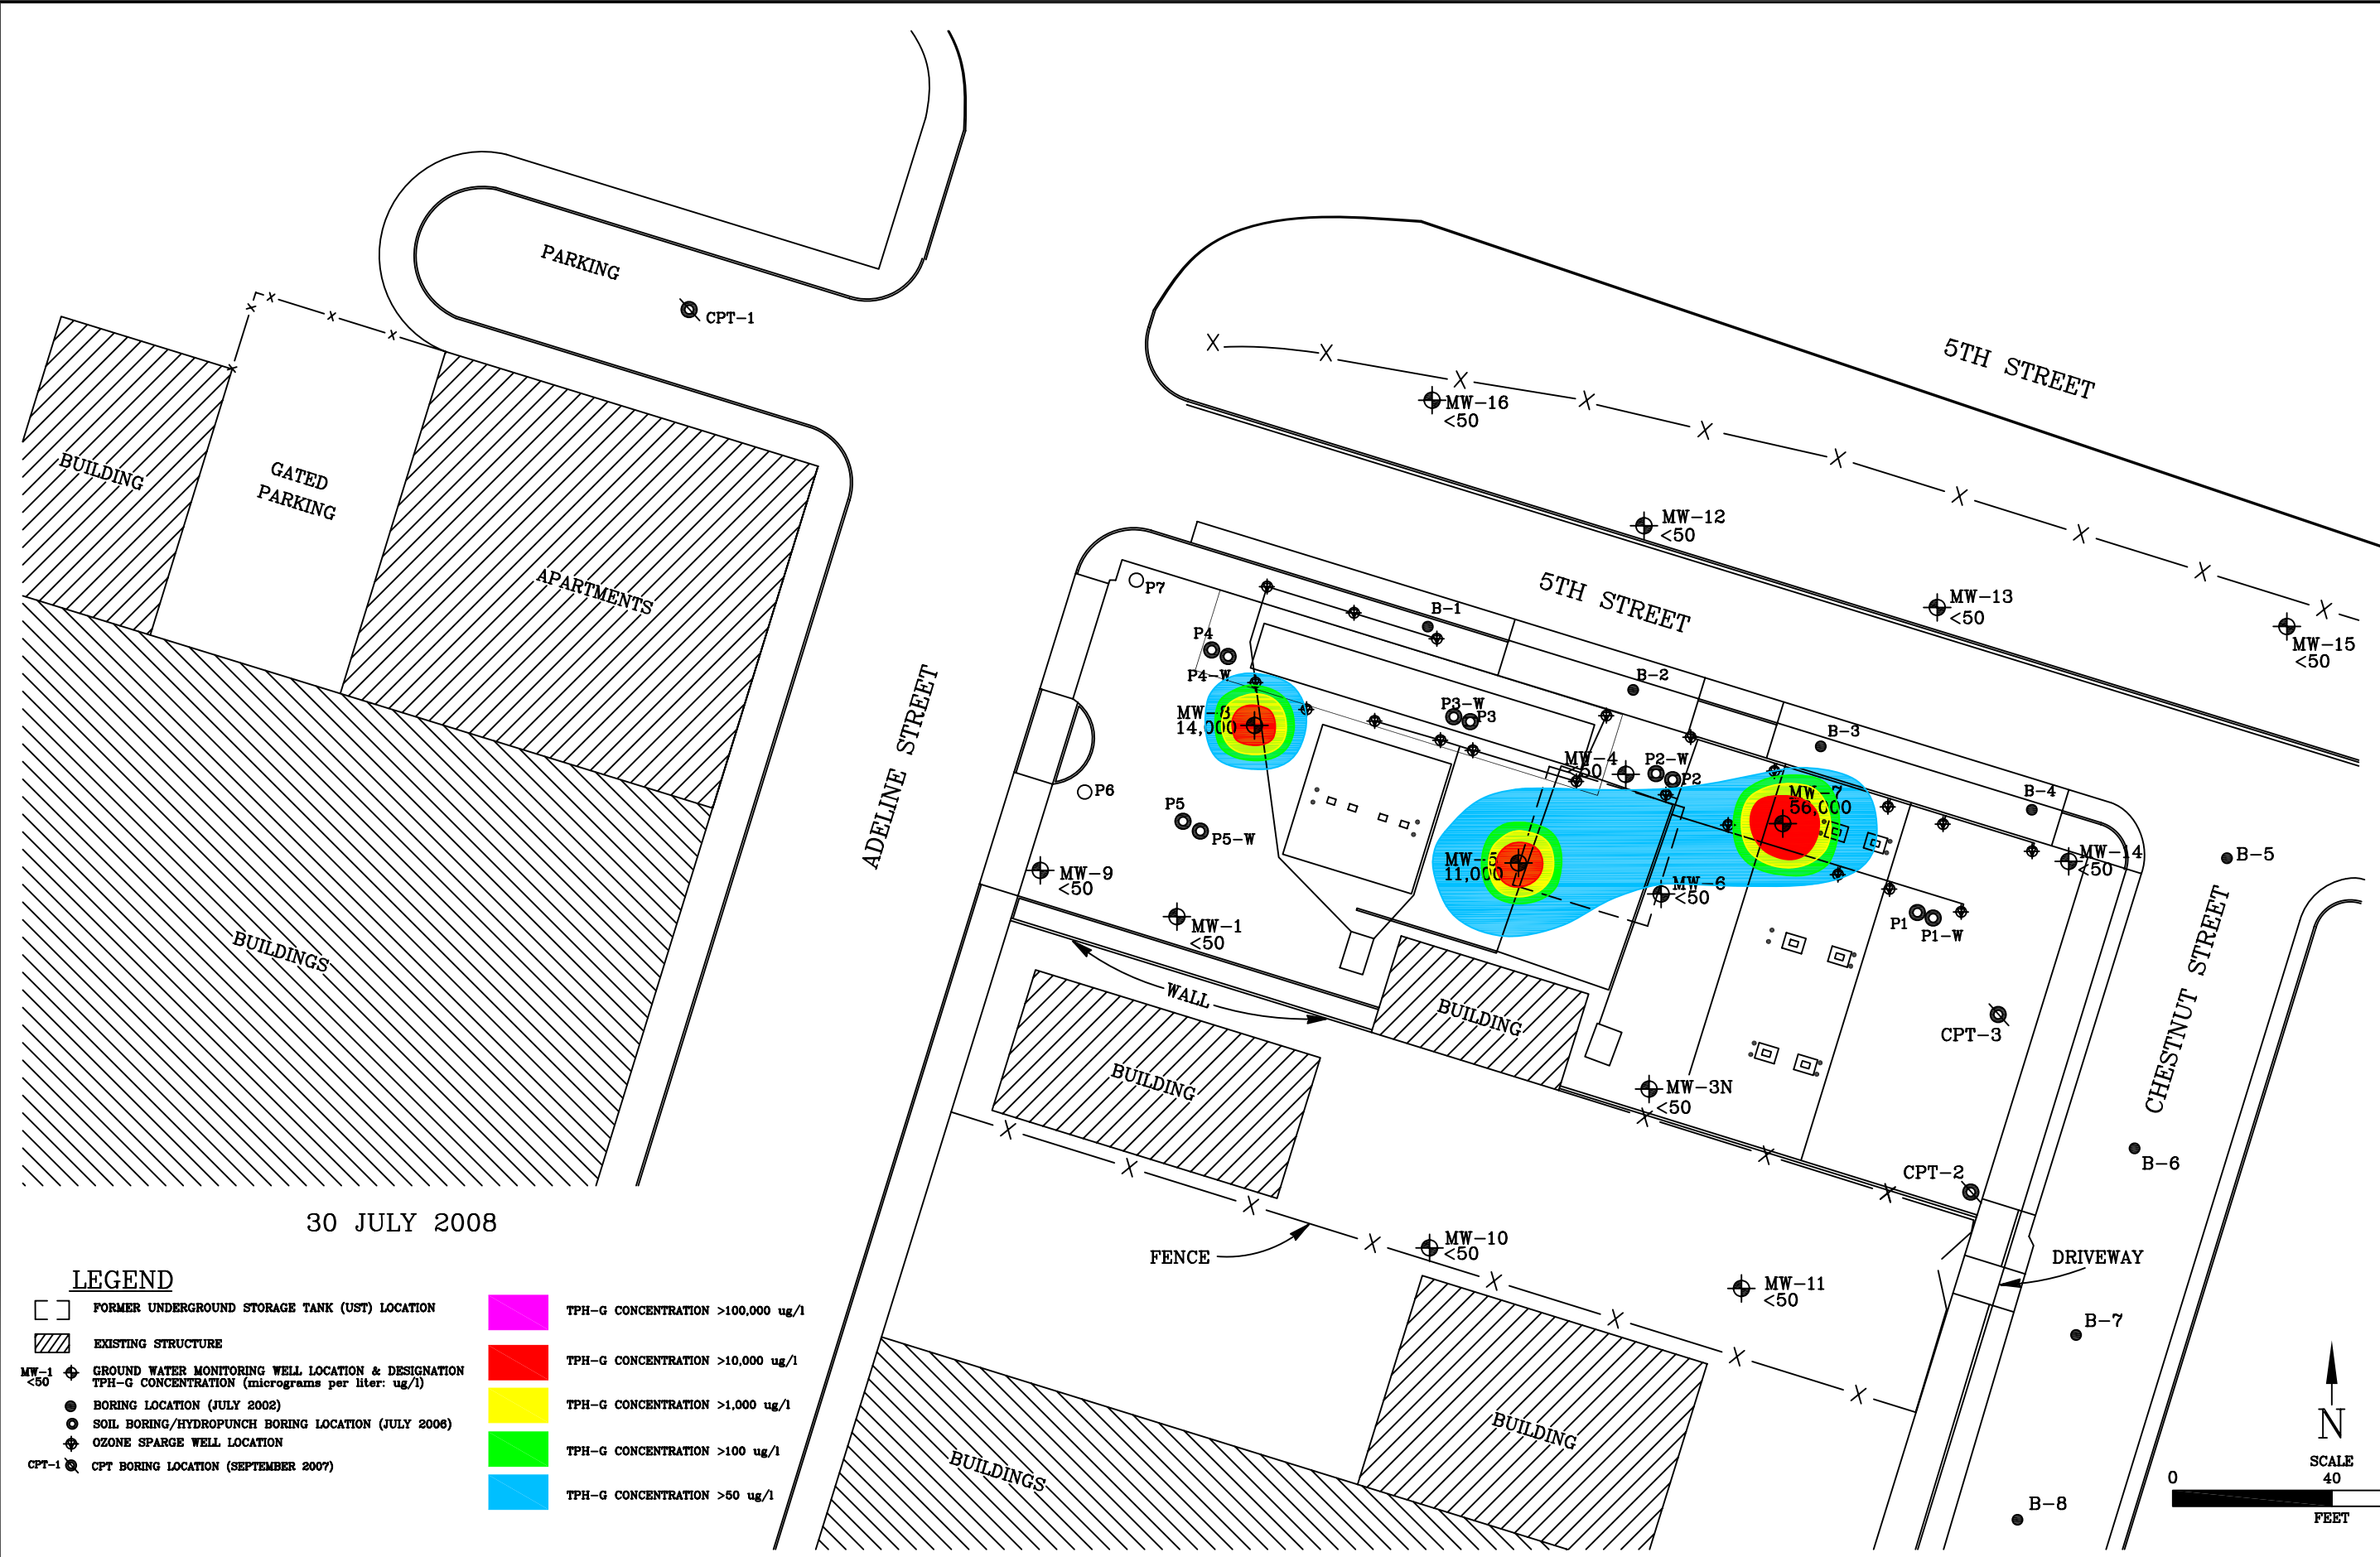 PARKING
CPT-1
5TH STREET
MW-16
<50
BUILDING
GATED
PARKING
APARTMENTS
MW-12
<50
5TH STREET
MW-13
<50
MW-15
<50
P7
B-1
P4
P4-W
B-2
P3-W
P3
MW-8
14,000
B-3
MW-4
<50
P2-W
P2
ADELINE STREET
P6
MW-7
56,000
B-4
P5
P5-W
MW-5
11,000
MW-14
<50
B-5
MW-9
<50
MW-6
<50
MW-1
<50
P1
P1-W
BUILDINGS
WALL
BUILDING
CPT-3
CHESTNUT STREET
BUILDING
MW-3N
<50
B-6
CPT-2
30 JULY 2008
FENCE
MW-10
<50
DRIVEWAY
MW-11
<50
B-7
BUILDING
BUILDINGS
B-8
LEGEND
FORMER UNDERGROUND STORAGE TANK (UST) LOCATION
EXISTING STRUCTURE
MW-1
<50
GROUND WATER MONITORING WELL LOCATION & DESIGNATION
TPH-G CONCENTRATION (micrograms per liter: ug/l)
BORING LOCATION (JULY 2002)
SOIL BORING/HYDROPUNCH BORING LOCATION (JULY 2006)
OZONE SPARGE WELL LOCATION
CPT-1 CPT BORING LOCATION (SEPTEMBER 2007)
TPH-G CONCENTRATION >100,000 ug/l
TPH-G CONCENTRATION >10,000 ug/l
TPH-G CONCENTRATION >1,000 ug/l
TPH-G CONCENTRATION >100 ug/l
TPH-G CONCENTRATION >50 ug/l
N
SCALE
0 40
FEET